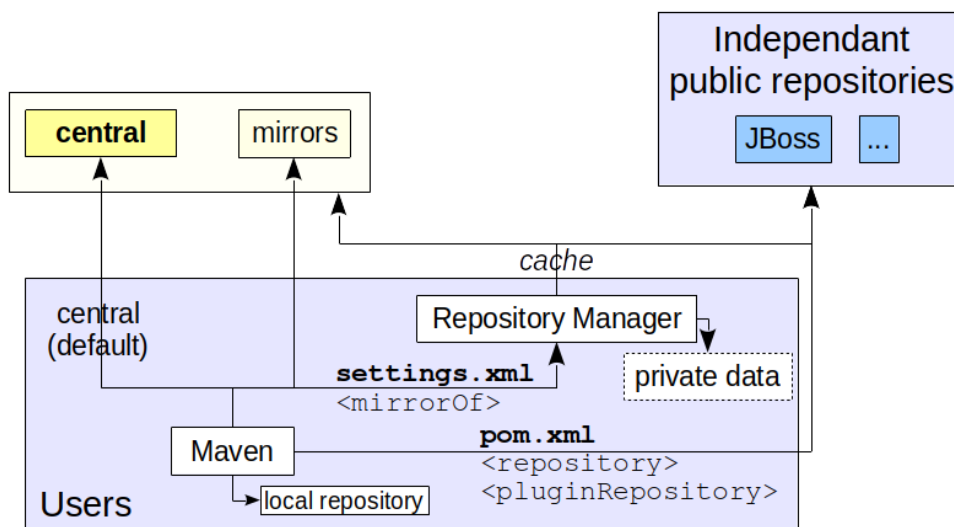 Independant
public repositories
central
mirrors
JBoss
...
cache
central
(default)
Repository Manager
private data
settings.xml
<mirrorOf>
Maven
pom.xml
<repository>
<pluginRepository>
local repository
Users